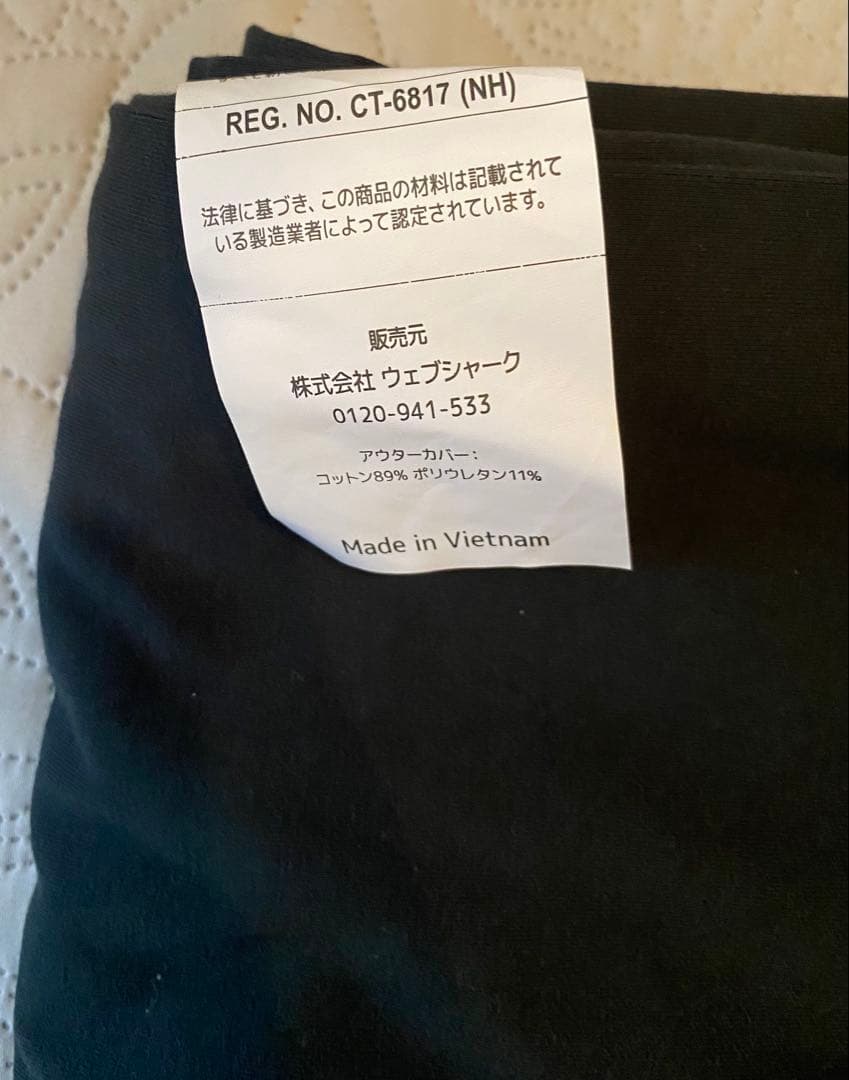 REG. NO. CT-6817 (NH)
法律に基づき、この商品の材料は記載されて
いる製造業者によって認定されています。
販売元
株式会社 ウェブシャーク
0120-941-533
アウターカバー：
コットン89% ポリウレタン11%
Made in Vietnam